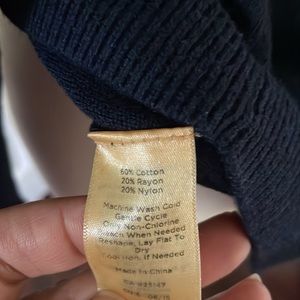 60% Cotton
20% Rayon
20% Nylon
Machine Wash Cold
Gentle Cycle
Only Non-Chlorine
Bleach When Needed
Reshape, Lay Flat To
Dry
Cool Iron, If Needed
Made In China